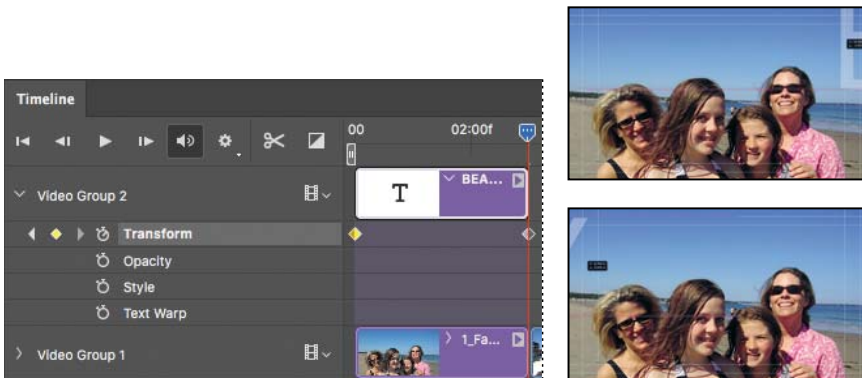 Timeline
00 02:00f
Video Group 2
T BEA...
Transform
Opacity
Style
Text Warp
Video Group 1
1_Fa...